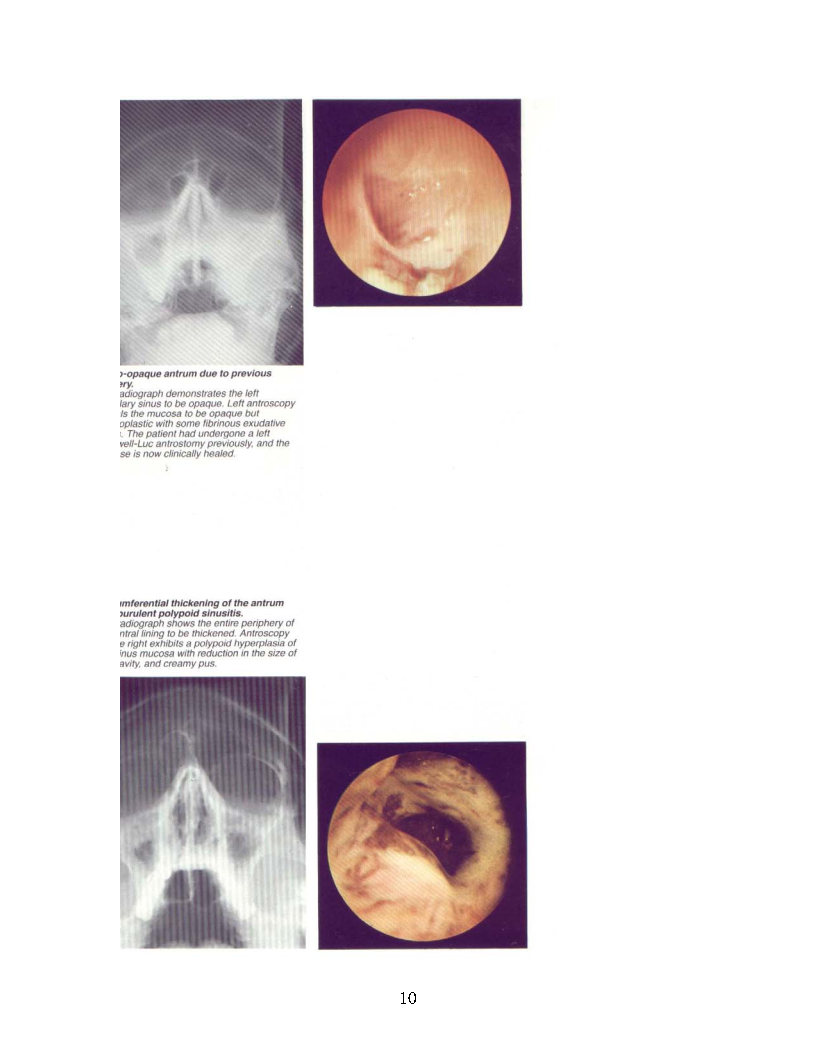 -opaque antrum due to previous
ery.
adiograph demonstrates the left
lary sinus to be opaque. Left antroscopy
ls the mucosa to be opaque but
oplastic with some fibrinous exudative
. The patient had undergone a left
well-Luc antrostomy previously, and the
se is now clinically healed.
umferential thickening of the antrum
purulent polypoid sinusitis.
adiograph shows the entire periphery of
ntral lining to be thickened. Antroscopy
e right exhibits a polypoid hyperplasia of
inus mucosa with reduction in the size of
avity, and creamy pus.
10